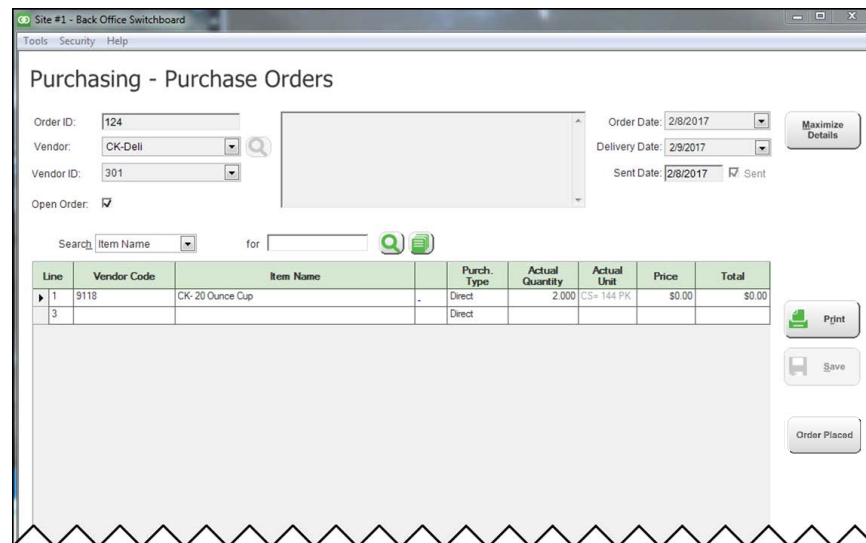 Site #1 - Back Office Switchboard
Tools Security Help
Purchasing - Purchase Orders
Order ID: 124
Order Date: 2/8/2017
Maximize Details
Vendor: CK-Deli
Delivery Date: 2/9/2017
Vendor ID: 301
Sent Date: 2/8/2017 Sent
Open Order:
Search Item Name for
Line Vendor Code Item Name Purch. Type Actual Quantity Actual Unit Price Total
1 9118 CK- 20 Ounce Cup - Direct 2.000 CS= 144 PK $0.00 $0.00
3 Direct
Print
Save
Order Placed